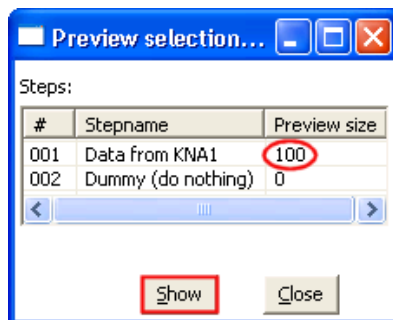 Preview selection...
Steps:
# Stepname Preview size
001 Data from KNA1 100
002 Dummy (do nothing) 0
Show Close